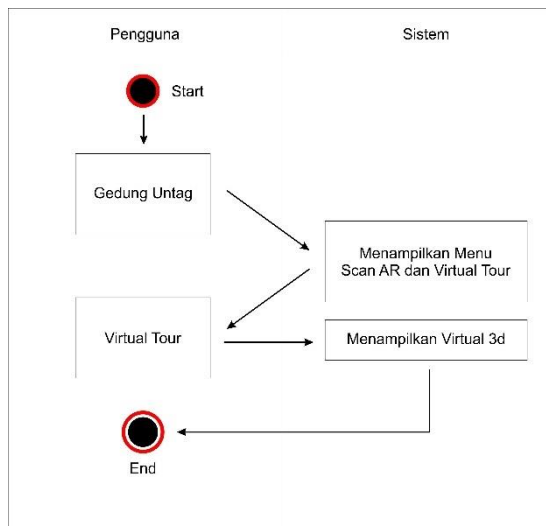 Pengguna
Sistem
Start
Gedung Untag
Menampilkan Menu
Scan AR dan Virtual Tour
Virtual Tour
Menampilkan Virtual 3d
End